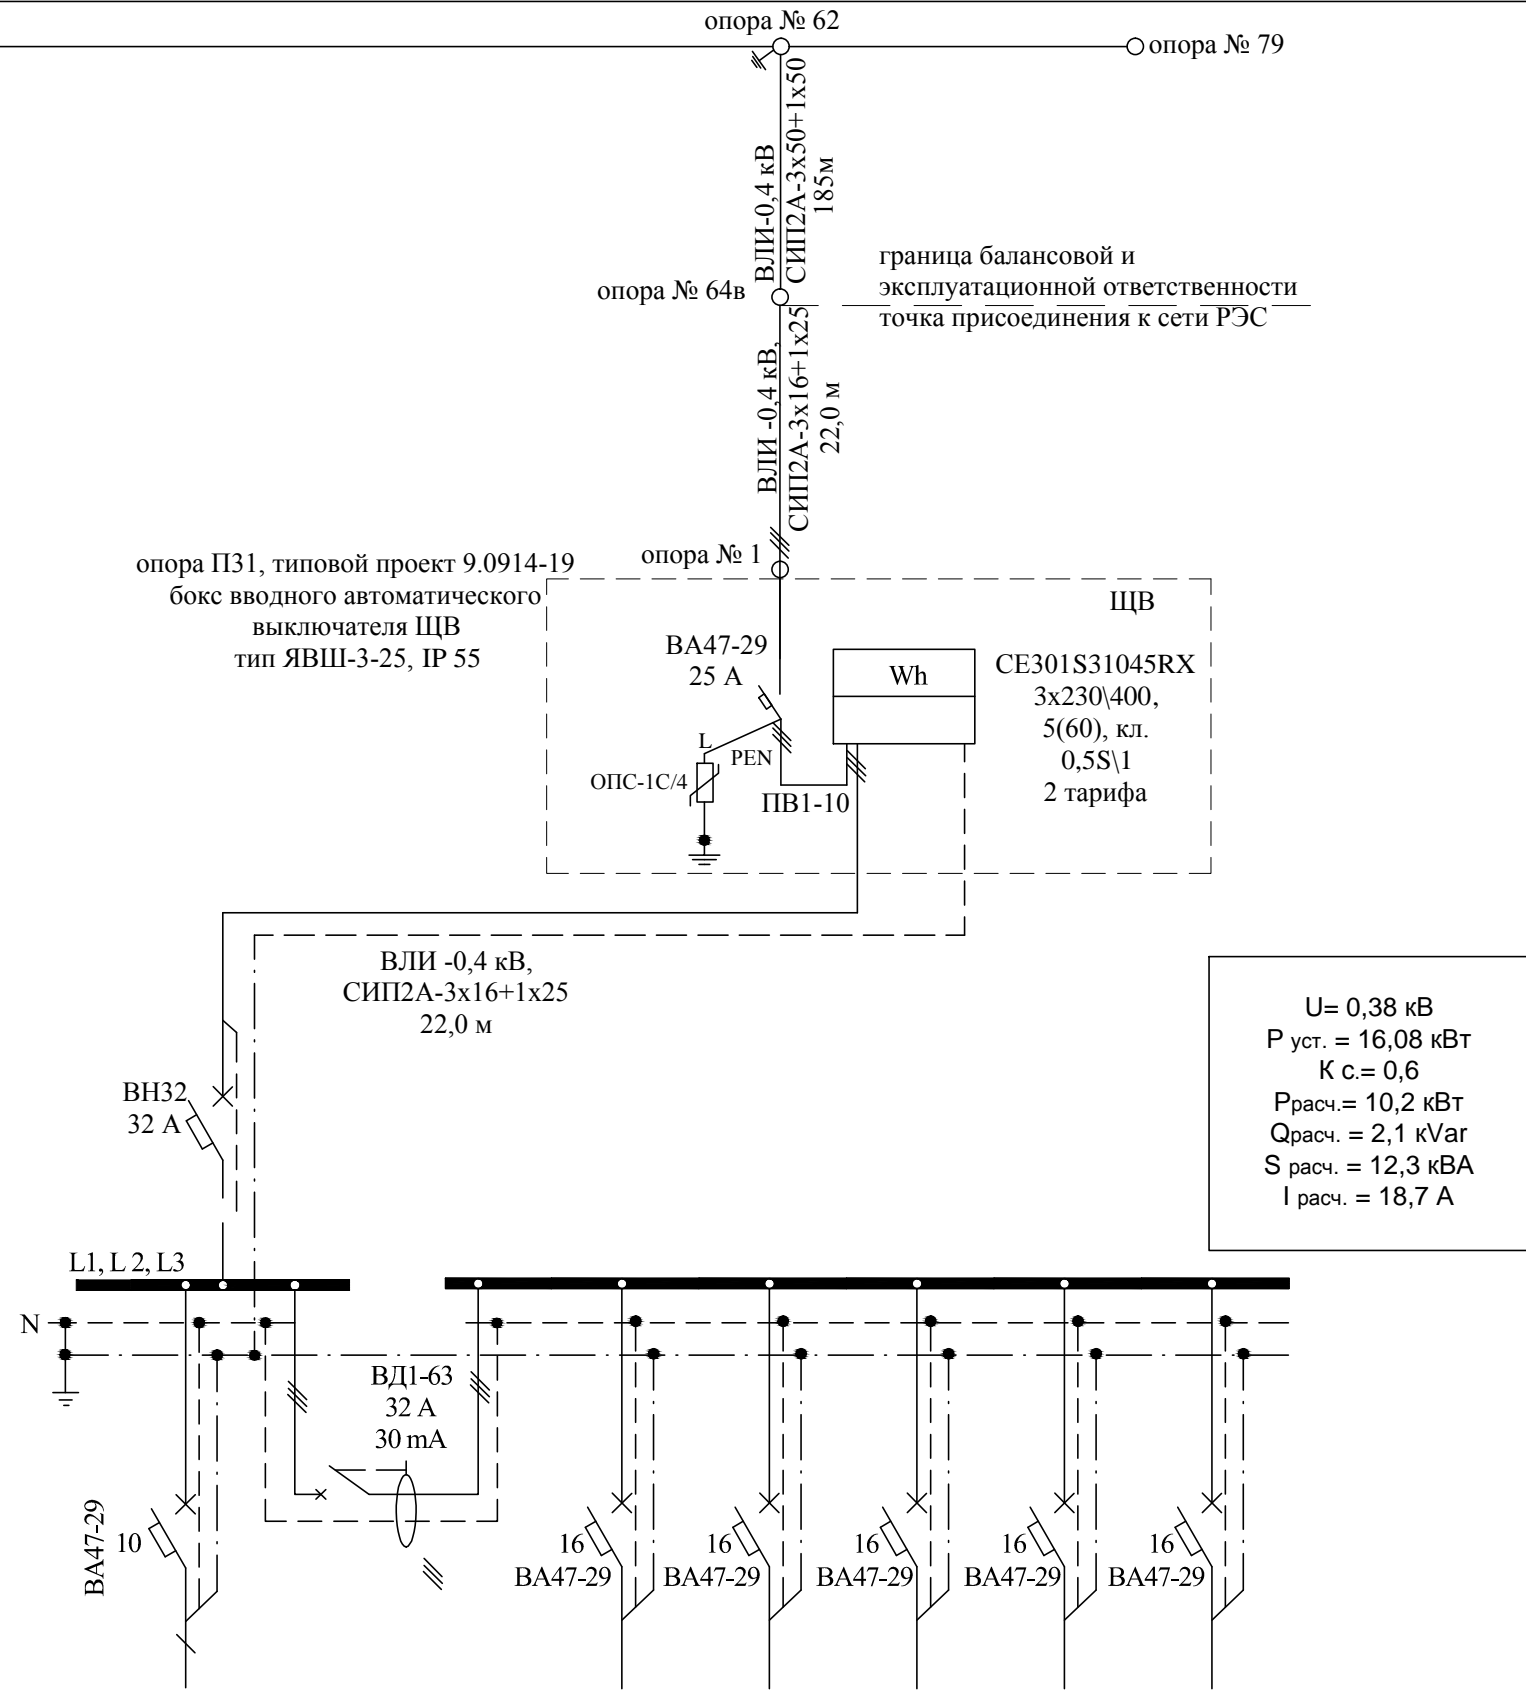 опора № 62
опора № 79
ВЛИ-0,4 кВ
СИП2А-3х50+1х50
185м
опора № 64в
граница балансовой и
эксплуатационной ответственности
точка присоединения к сети РЭС
ВЛИ -0,4 кВ,
СИП2А-3х16+1х25
22,0 м
опора № 1
опора П31, типовой проект 9.0914-19
бокс вводного автоматического
выключателя ЩВ
тип ЯВШ-3-25, IP 55
ЩВ
ВА47-29
25 А
Wh
СЕ301S31045RX
3х230\400,
5(60), кл.
0,5S\1
2 тарифа
L
PEN
ОПС-1С/4
ПВ1-10
ВЛИ -0,4 кВ,
СИП2А-3х16+1х25
22,0 м
U= 0,38 кВ
Р уст. = 16,08 кВт
К с.= 0,6
Ррасч.= 10,2 кВт
Qрасч. = 2,1 кVar
S расч. = 12,3 кВА
I расч. = 18,7 А
ВН32
32 А
L1, L 2, L3
N
ВД1-63
32 А
30 mA
ВА47-29
10
16
ВА47-29
16
ВА47-29
16
ВА47-29
16
ВА47-29
16
ВА47-29